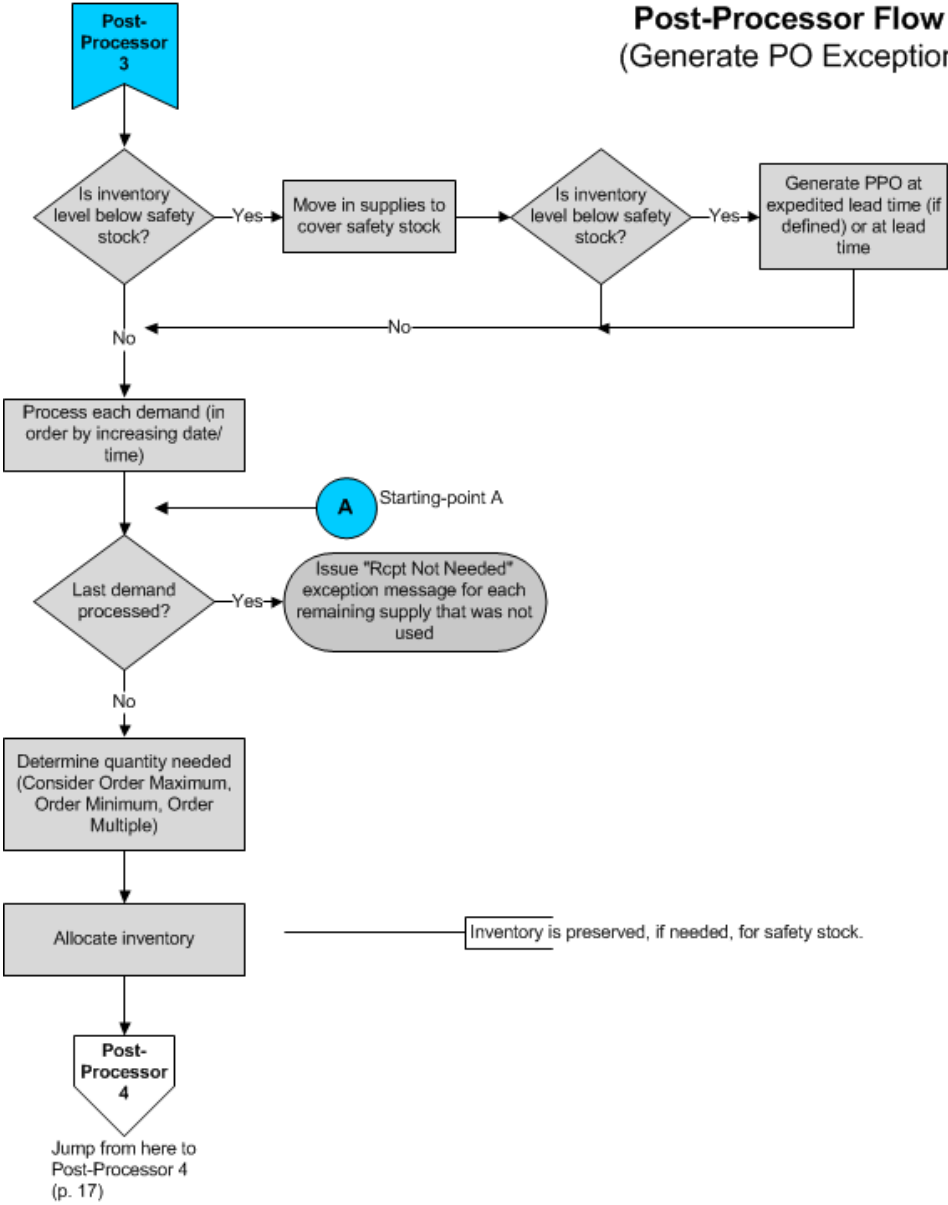 Post-Processor Flow
(Generate PO Exception
Post-
Processor
3
Is inventory
level below safety
stock?
Yes
Move in supplies to
cover safety stock
Is inventory
level below safety
stock?
Yes
Generate PPO at
expedited lead time (if
defined) or at lead
time
No
No
Process each demand (in
order by increasing date/
time)
A
Starting-point A
Last demand
processed?
Yes
Issue "Rcpt Not Needed"
exception message for each
remaining supply that was not
used
No
Determine quantity needed
(Consider Order Maximum,
Order Minimum, Order
Multiple)
Allocate inventory
Inventory is preserved, if needed, for safety stock.
Post-
Processor
4
Jump from here to
Post-Processor 4
(p. 17)